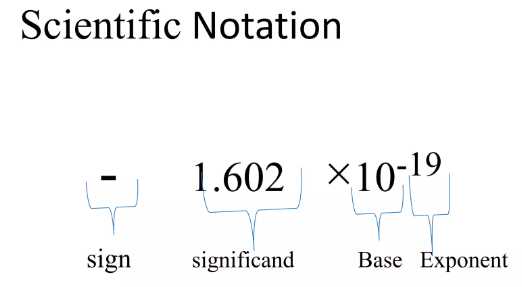 Scientific Notation
- 1.602 ×10⁻¹⁹
sign significand Base Exponent